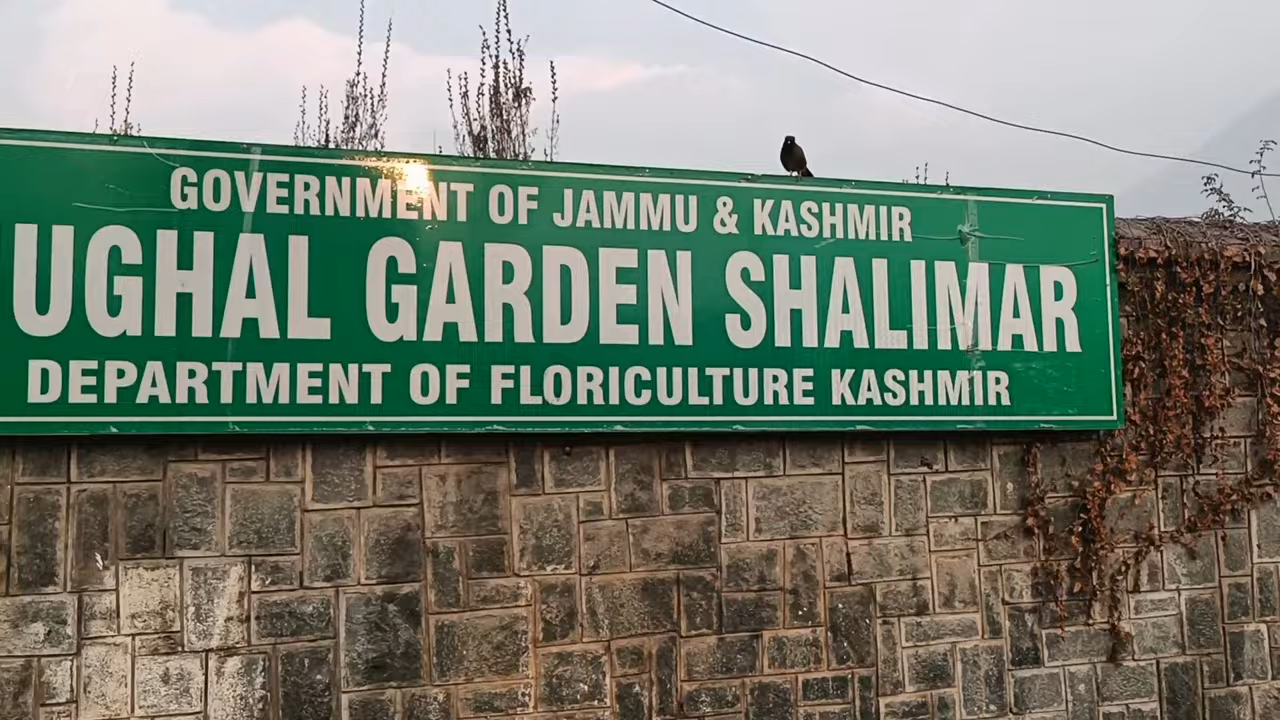 GOVERNMENT OF JAMMU & KASHMIR
UGHAL GARDEN SHALIMAR
DEPARTMENT OF FLORICULTURE KASHMIR